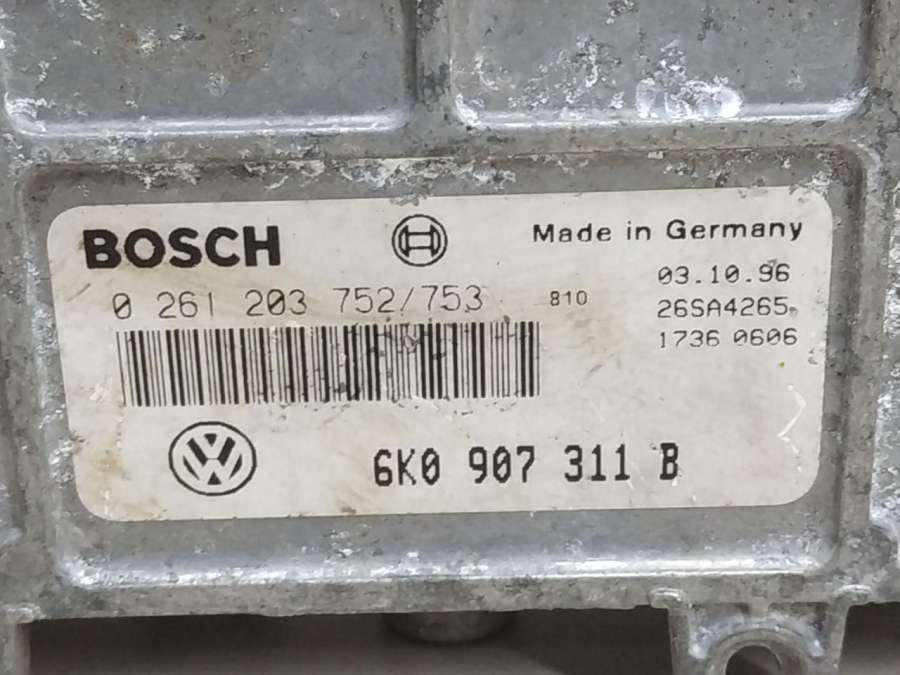 BOSCH
Made in Germany
0 261 203 752/753
810
03.10.96
26SA4265
1736 0606
VW
6K0 907 311 B